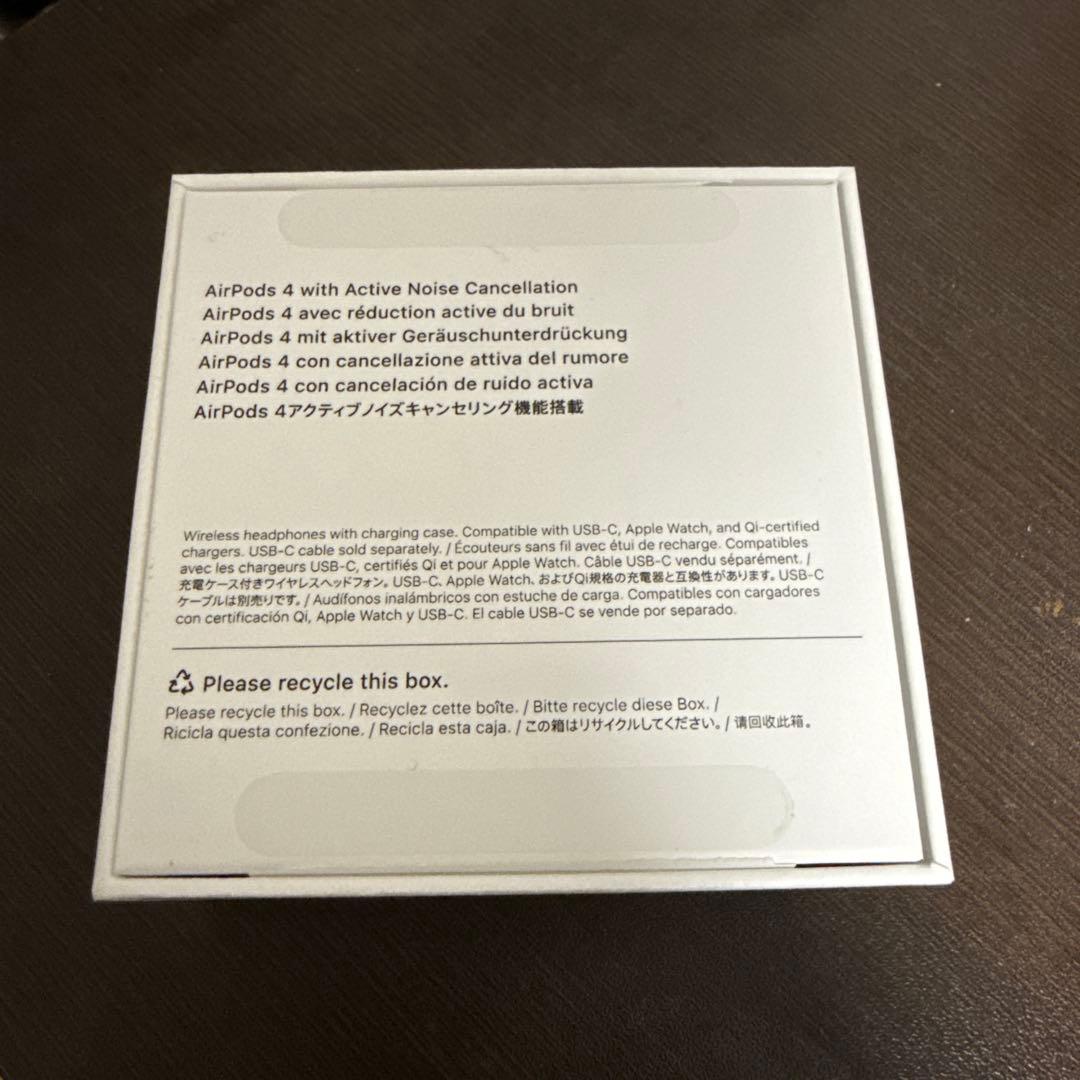 AirPods 4 with Active Noise Cancellation
AirPods 4 avec réduction active du bruit
AirPods 4 mit aktiver Geräuschunterdrückung
AirPods 4 con cancellazione attiva del rumore
AirPods 4 con cancelación de ruido activa
AirPods 4アクティブノイズキャンセリング機能搭載
Wireless headphones with charging case. Compatible with USB-C, Apple Watch, and Qi-certified
chargers. USB-C cable sold separately. / Écouteurs sans fil avec étui de recharge. Compatibles
avec les chargeurs USB-C, certifiés Qi et pour Apple Watch. Câble USB-C vendu séparément. /
充電ケース付きワイヤレスヘッドフォン。USB-C、Apple Watch、およびQi規格の充電器と互換性があります。USB-C
ケーブルは別売りです。/ Audífonos inalámbricos con estuche de carga. Compatibles con cargadores
con certificación Qi, Apple Watch y USB-C. El cable USB-C se vende por separado.
Please recycle this box.
Please recycle this box. / Recyclez cette boîte. / Bitte recycle diese Box. /
Ricicla questa confezione. / Recicla esta caja. / この箱はリサイクルしてください。/ 请回收此箱。